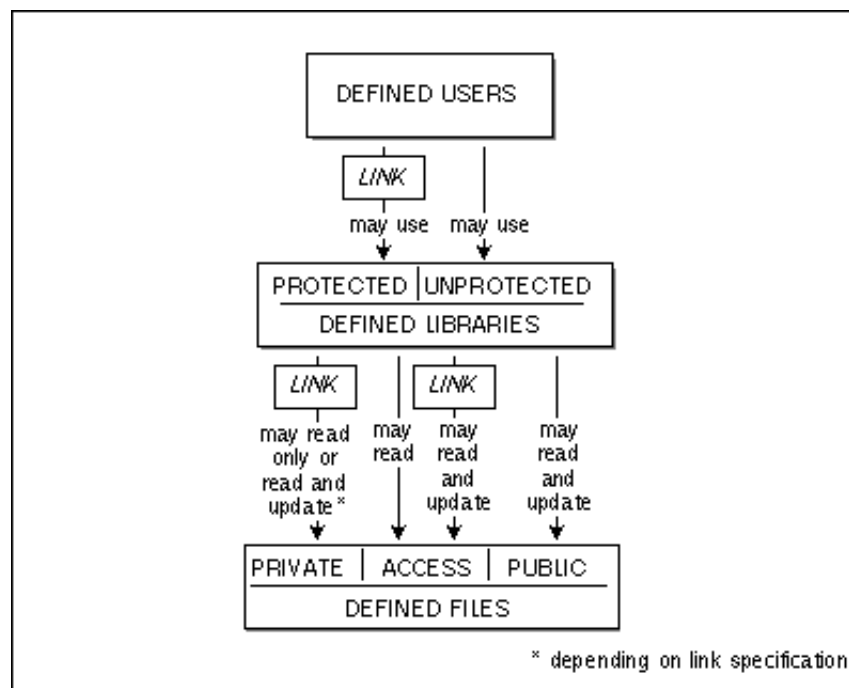 DEFINED USERS
LINK
may use may use
PROTECTED UNPROTECTED
DEFINED LIBRARIES
LINK
LINK
may read
only or
read and
update*
may
read
may
read
and
update
may
read
and
update
PRIVATE ACCESS PUBLIC
DEFINED FILES
* depending on link specification